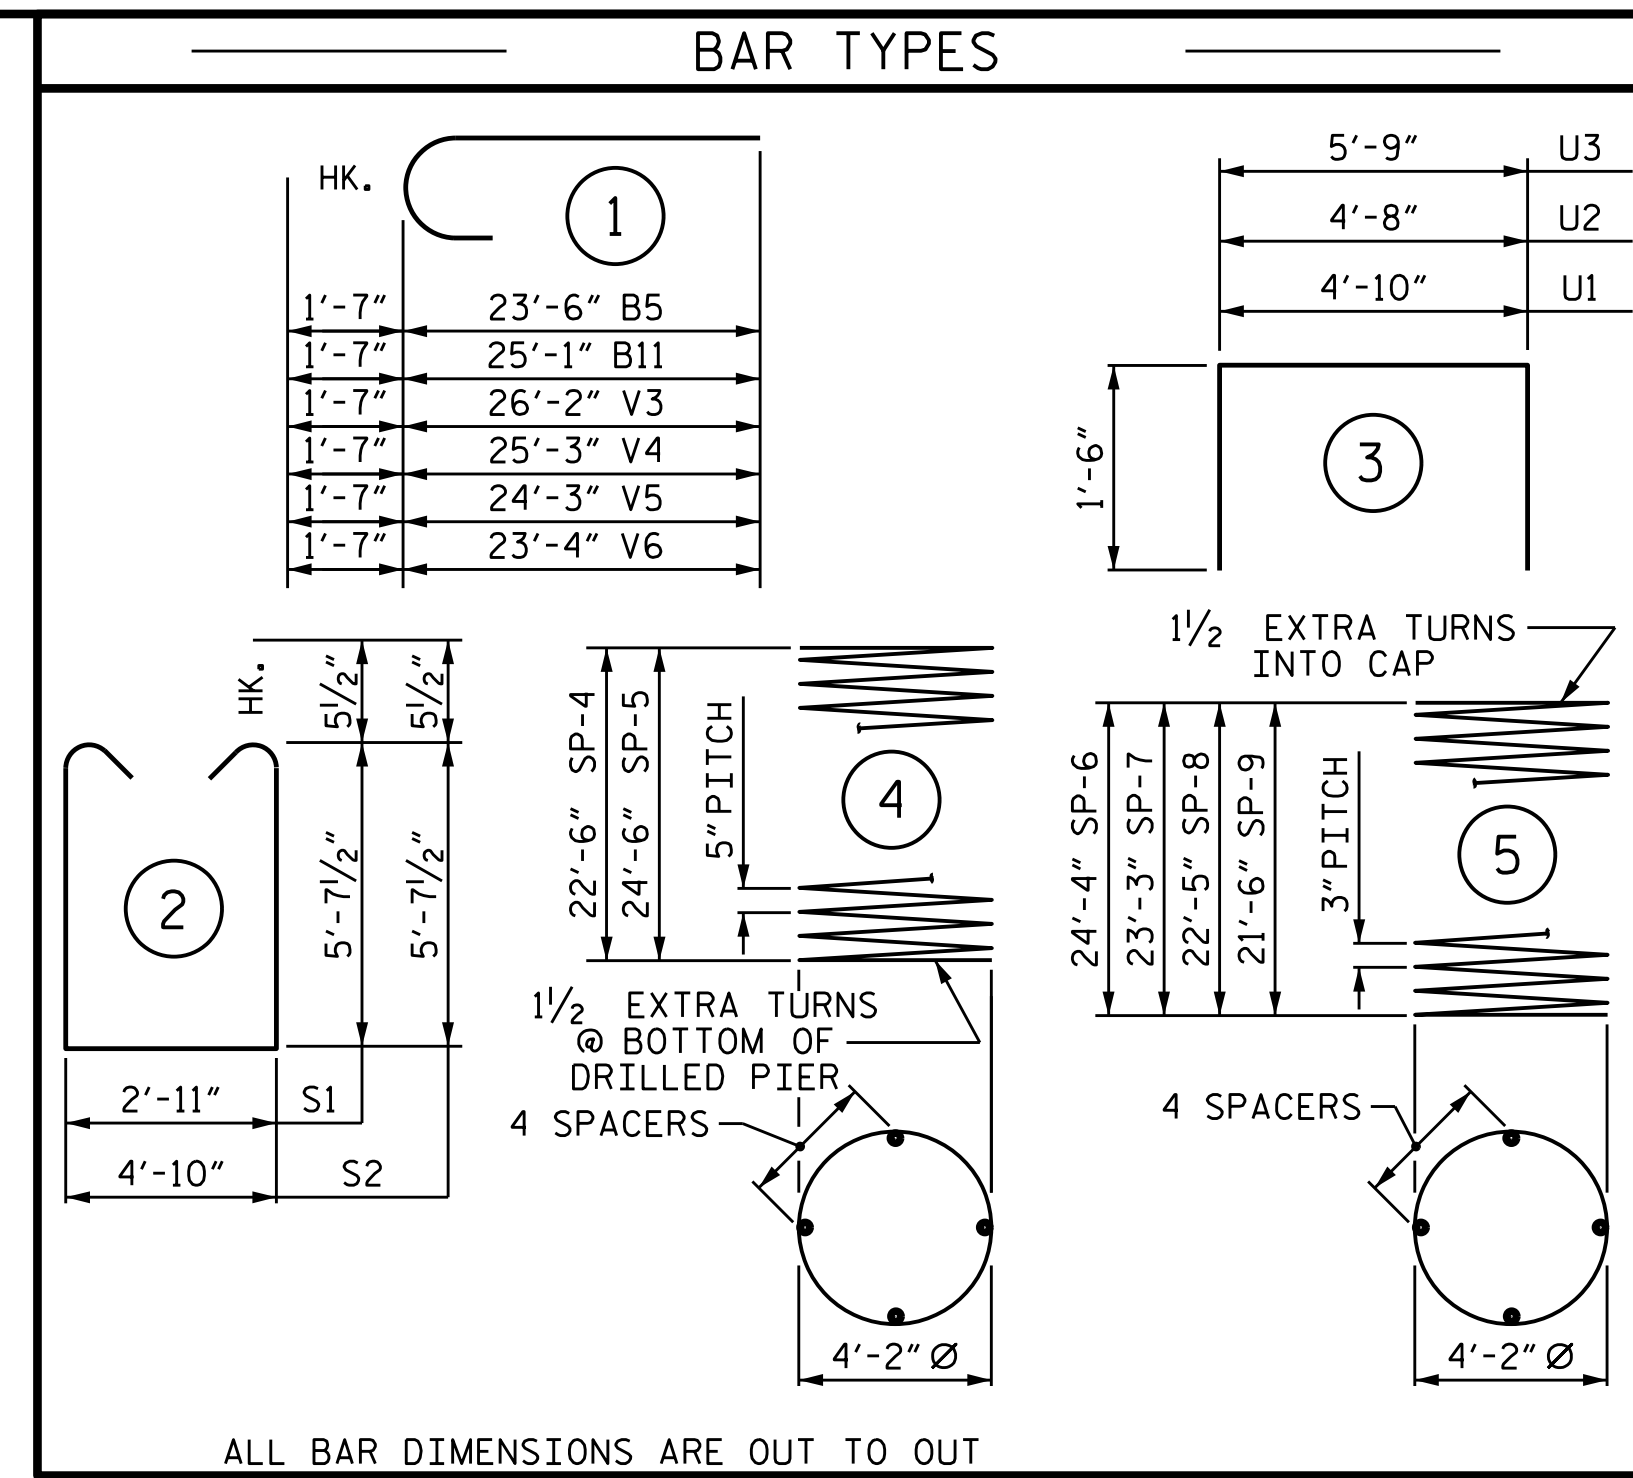 BAR TYPES
HK.
1
1'-7" 23'-6" B5
1'-7" 25'-1" B11
1'-7" 26'-2" V3
1'-7" 25'-3" V4
1'-7" 24'-3" V5
1'-7" 23'-4" V6
5'-9" U3
4'-8" U2
4'-10" U1
1'-6"
3
HK.
5½"
5½"
2
5'-7½"
5'-7½"
2'-11" S1
4'-10" S2
22'-6" SP-4
24'-6" SP-5
5" PITCH
4
1½ EXTRA TURNS
@ BOTTOM OF
DRILLED PIER
4 SPACERS
4'-2" Ø
1½ EXTRA TURNS
INTO CAP
24'-4" SP-6
23'-3" SP-7
22'-5" SP-8
21'-6" SP-9
3" PITCH
5
4 SPACERS
4'-2" Ø
ALL BAR DIMENSIONS ARE OUT TO OUT